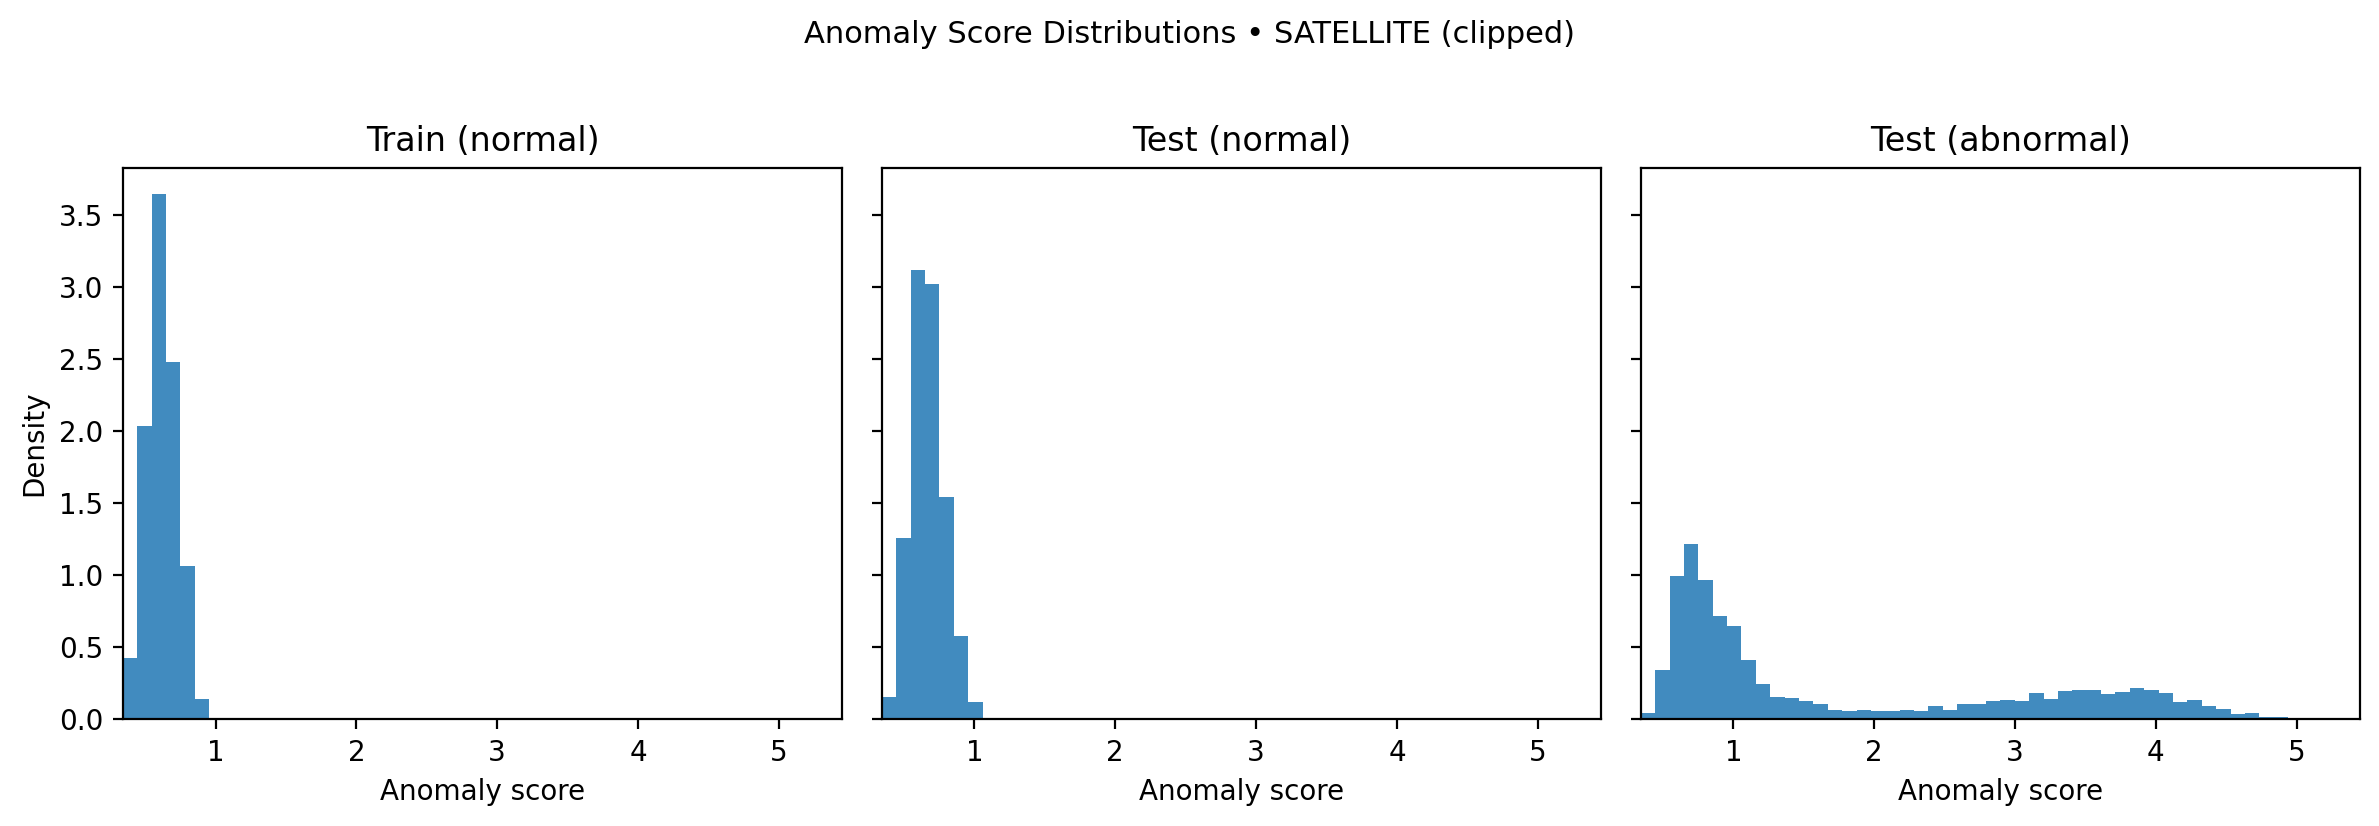 Anomaly Score Distributions • SATELLITE (clipped)
Train (normal)
Test (normal)
Test (abnormal)
Density
3.5
3.0
2.5
2.0
1.5
1.0
0.5
0.0
1 2 3 4 5
1 2 3 4 5
1 2 3 4 5
Anomaly score
Anomaly score
Anomaly score